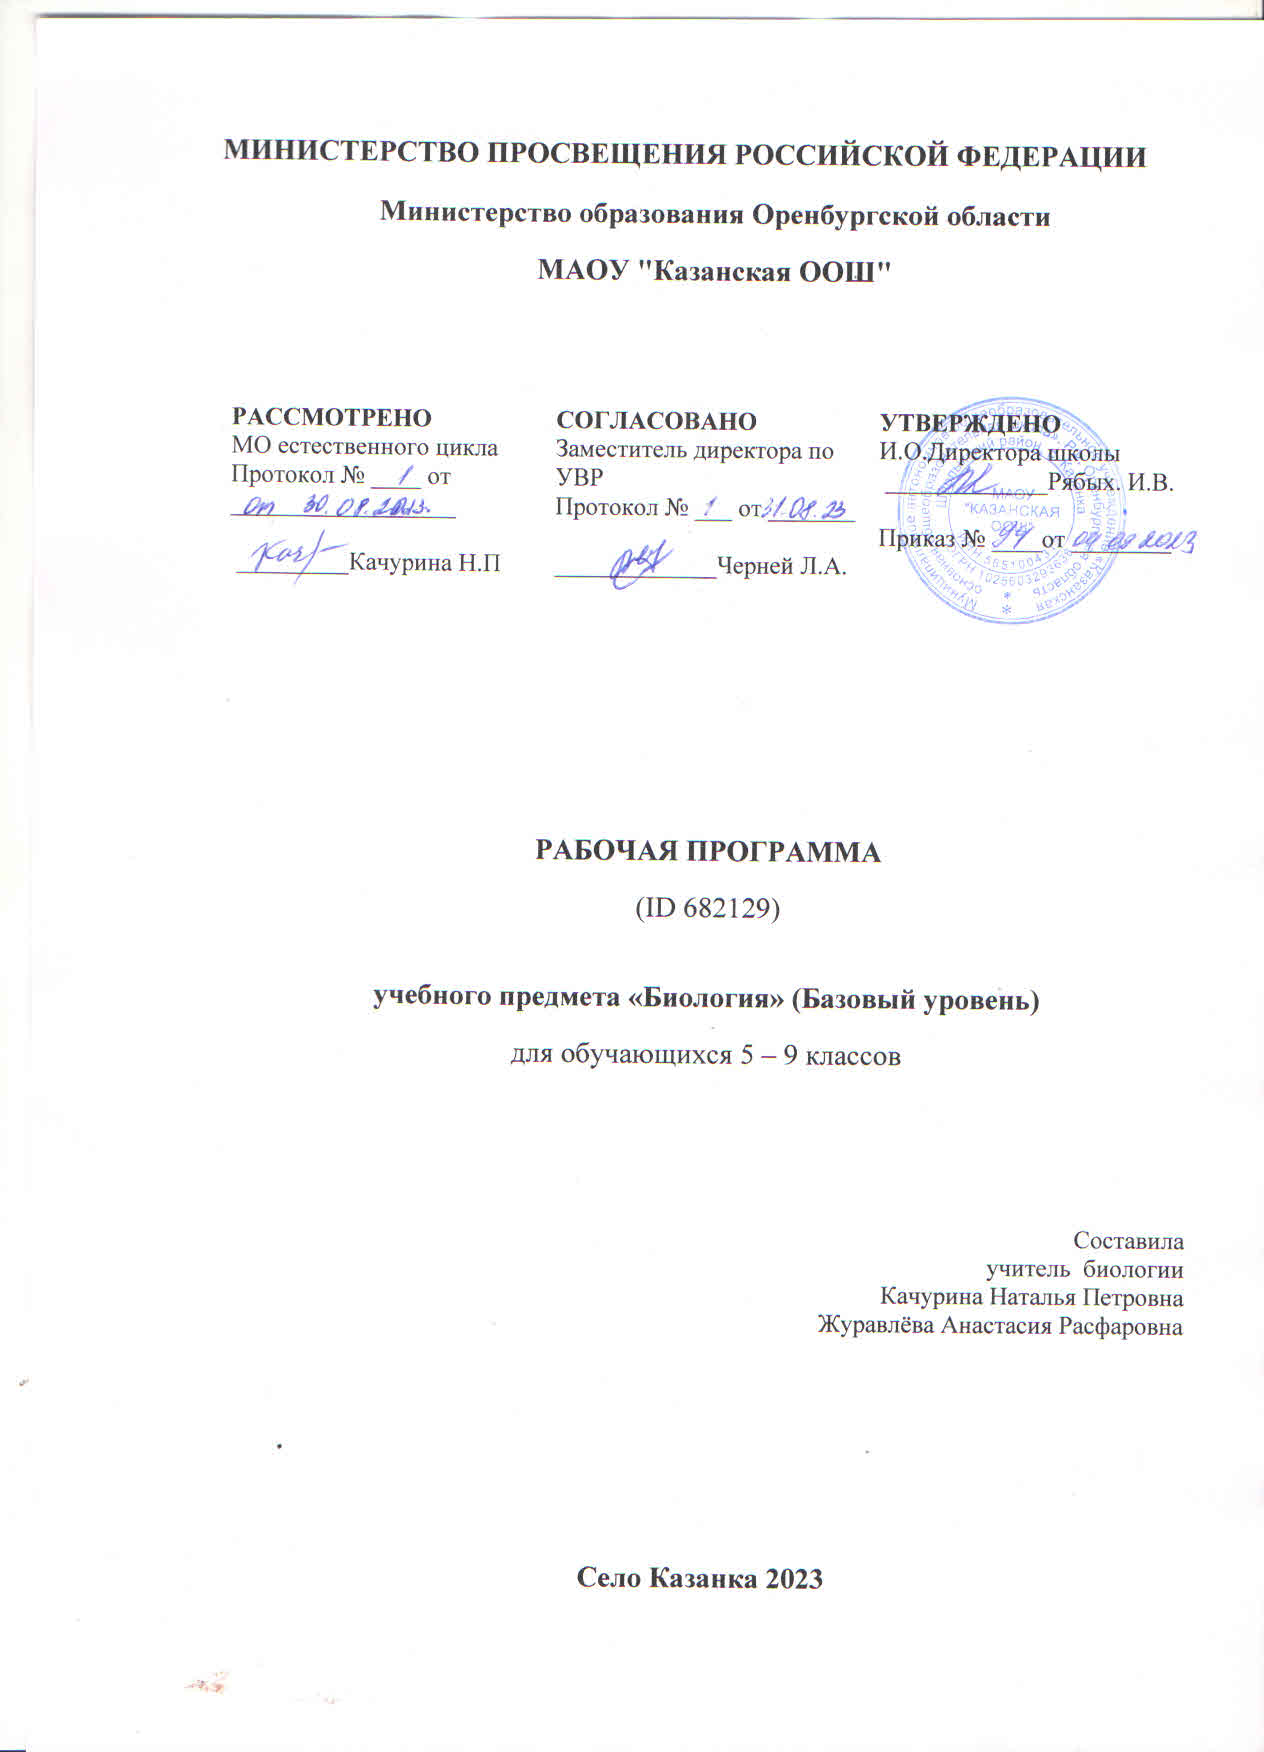 МИНИСТЕРСТВО ПРОСВЕЩЕНИЯ РОССИЙСКОЙ ФЕДЕРАЦИИ
Министерство образования Оренбургской области
МАОУ "Казанская ООШ"
РАССМОТРЕНО
МО естественного цикла
Протокол № 1 от
от 30.08.2023.
Качурина Н.П
СОГЛАСОВАНО
Заместитель директора по
УВР
Протокол № 1 от 31.08.23
Черней Л.А.
УТВЕРЖДЕНО
И.О.Директора школы
Рябых. И.В.
Приказ № 99 от
МАОУ
"КАЗАНСКАЯ
ООШ"
РАБОЧАЯ ПРОГРАММА
(ID 682129)
учебного предмета «Биология» (Базовый уровень)
для обучающихся 5 – 9 классов
Составила
учитель биологии
Качурина Наталья Петровна
Журавлёва Анастасия Расфаровна
Село Казанка 2023